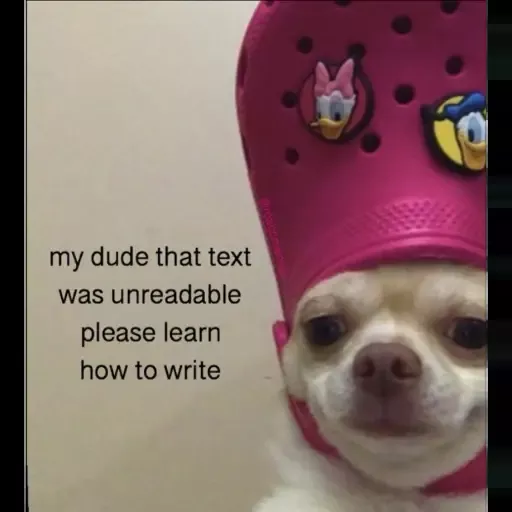 my dude that text
was unreadable
please learn
how to write